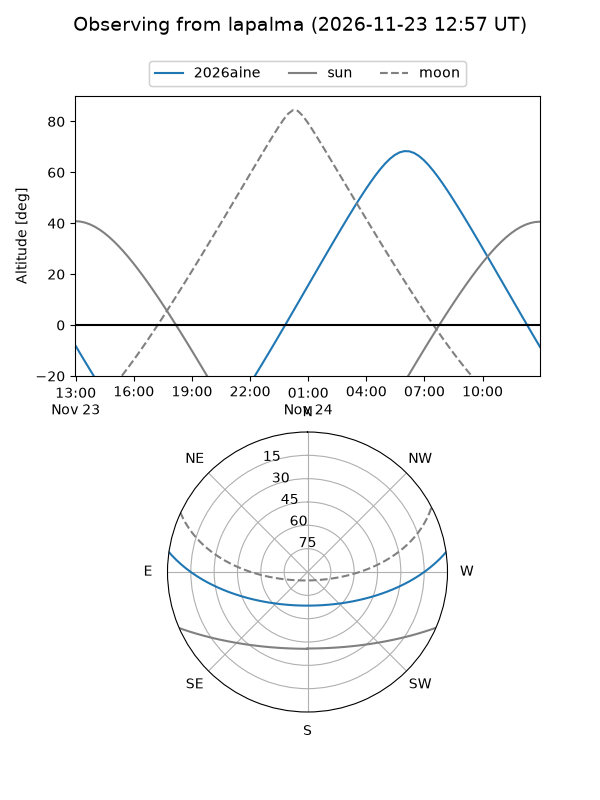 Observing from lapalma (2026-11-23 12:57 UT)
2026aine sun moon
Altitude [deg]
80
60
40
20
0
−20
13:00 16:00 19:00 22:00 01:00 04:00 07:00 10:00
Nov 23 Nov 24
N
NE NW
15
30
45
60
75
E W
SE SW
S